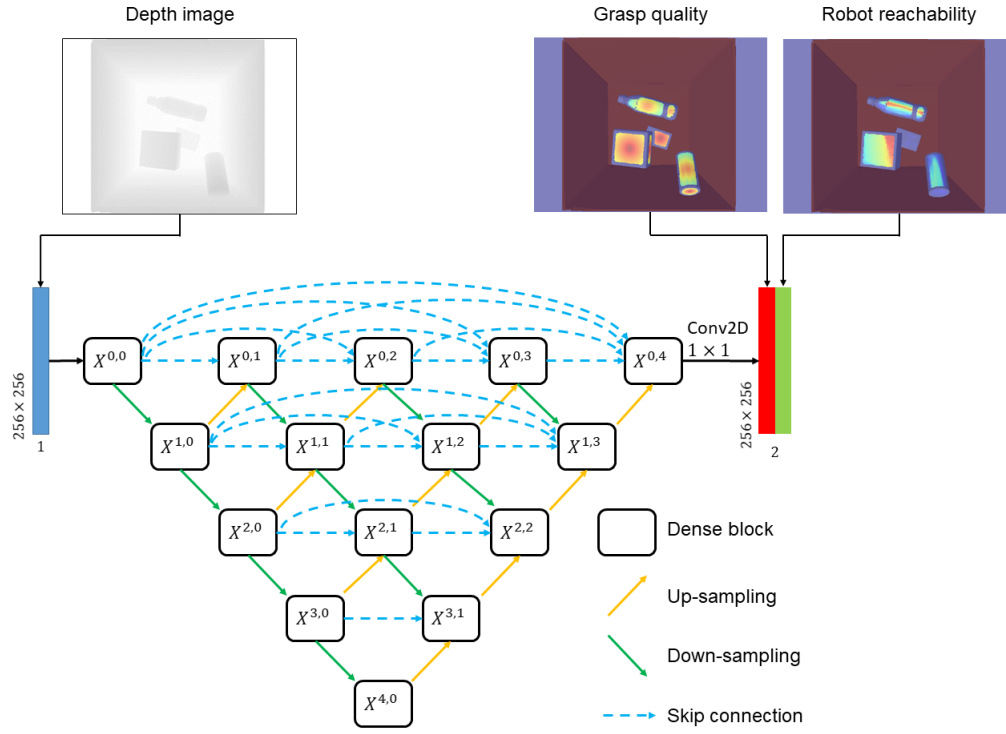 Depth image
Grasp quality
Robot reachability
256 × 256
1
X^{0,0}
X^{0,1}
X^{0,2}
X^{0,3}
X^{0,4}
Conv2D
1 × 1
256 × 256
2
X^{1,0}
X^{1,1}
X^{1,2}
X^{1,3}
X^{2,0}
X^{2,1}
X^{2,2}
Dense block
X^{3,0}
X^{3,1}
Up-sampling
Down-sampling
X^{4,0}
Skip connection